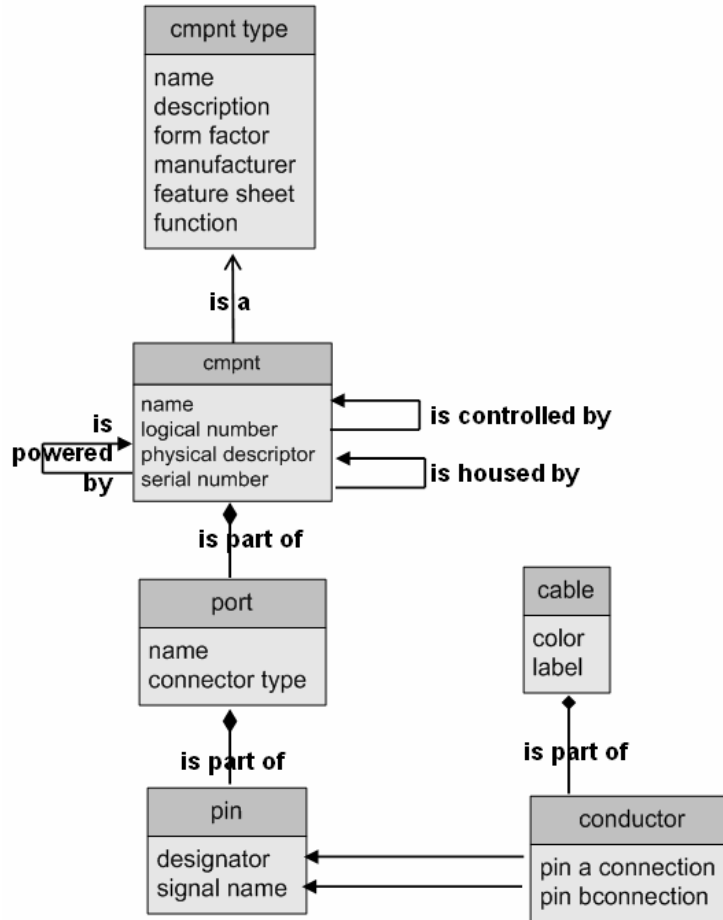 cmpnt type
name
description
form factor
manufacturer
feature sheet
function
is a
cmpnt
name
logical number
physical descriptor
serial number
is
powered
by
is controlled by
is housed by
is part of
port
name
connector type
cable
color
label
is part of
is part of
pin
designator
signal name
conductor
pin a connection
pin bconnection